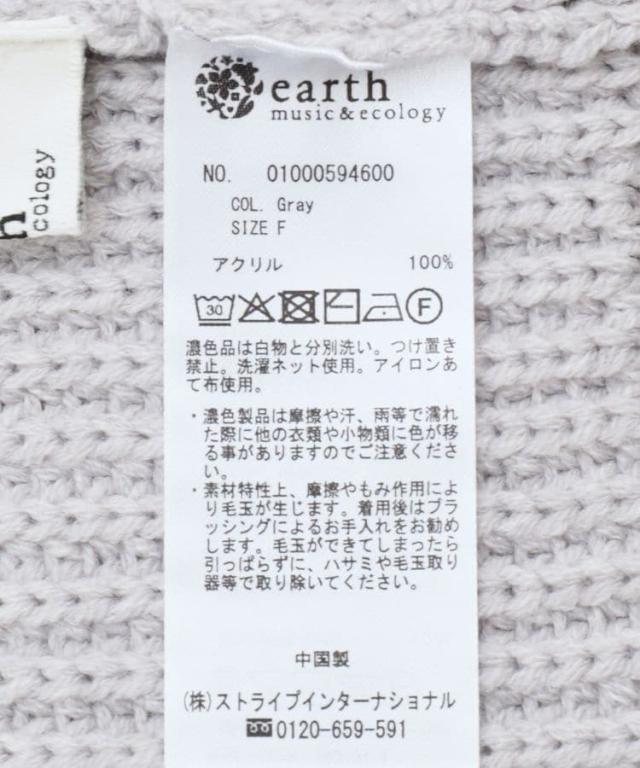 earth
music&ecology
NO. 01000594600
COL. Gray
SIZE F
アクリル 100%
30
F
濃色品は白物と分別洗い。つけ置き
禁止。洗濯ネット使用。アイロンあ
て布使用。
・濃色製品は摩擦や汗、雨等で濡れ
た際に他の衣類や小物類に色が移
る事がありますのでご注意くださ
い。
・素材特性上、摩擦やもみ作用によ
り毛玉が生じます。着用後はブラ
ッシングによるお手入れをお勧め
します。毛玉ができてしまったら
引っぱらずに、ハサミや毛玉取り
器等で取り除いてください。
中国製
(株)ストライプインターナショナル
0120-659-591
h
cology